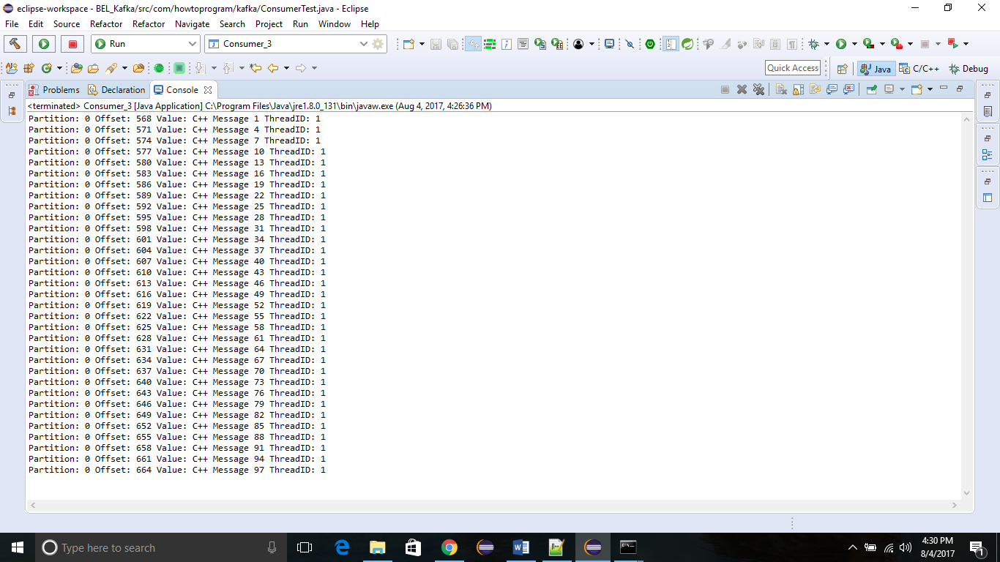 eclipse-workspace - BEL_Kafka/src/com/howtoprogram/kafka/ConsumerTest.java - Eclipse
File Edit Source Refactor Refactor Navigate Search Project Run Window Help
Run Consumer_3
Quick Access Java C/C++ Debug
Problems Declaration Console
<terminated> Consumer_3 [Java Application] C:\Program Files\Java\jre1.8.0_131\bin\javaw.exe (Aug 4, 2017, 4:26:36 PM)
Partition: 0 Offset: 568 Value: C++ Message 1 ThreadID: 1
Partition: 0 Offset: 571 Value: C++ Message 4 ThreadID: 1
Partition: 0 Offset: 574 Value: C++ Message 7 ThreadID: 1
Partition: 0 Offset: 577 Value: C++ Message 10 ThreadID: 1
Partition: 0 Offset: 580 Value: C++ Message 13 ThreadID: 1
Partition: 0 Offset: 583 Value: C++ Message 16 ThreadID: 1
Partition: 0 Offset: 586 Value: C++ Message 19 ThreadID: 1
Partition: 0 Offset: 589 Value: C++ Message 22 ThreadID: 1
Partition: 0 Offset: 592 Value: C++ Message 25 ThreadID: 1
Partition: 0 Offset: 595 Value: C++ Message 28 ThreadID: 1
Partition: 0 Offset: 598 Value: C++ Message 31 ThreadID: 1
Partition: 0 Offset: 601 Value: C++ Message 34 ThreadID: 1
Partition: 0 Offset: 604 Value: C++ Message 37 ThreadID: 1
Partition: 0 Offset: 607 Value: C++ Message 40 ThreadID: 1
Partition: 0 Offset: 610 Value: C++ Message 43 ThreadID: 1
Partition: 0 Offset: 613 Value: C++ Message 46 ThreadID: 1
Partition: 0 Offset: 616 Value: C++ Message 49 ThreadID: 1
Partition: 0 Offset: 619 Value: C++ Message 52 ThreadID: 1
Partition: 0 Offset: 622 Value: C++ Message 55 ThreadID: 1
Partition: 0 Offset: 625 Value: C++ Message 58 ThreadID: 1
Partition: 0 Offset: 628 Value: C++ Message 61 ThreadID: 1
Partition: 0 Offset: 631 Value: C++ Message 64 ThreadID: 1
Partition: 0 Offset: 634 Value: C++ Message 67 ThreadID: 1
Partition: 0 Offset: 637 Value: C++ Message 70 ThreadID: 1
Partition: 0 Offset: 640 Value: C++ Message 73 ThreadID: 1
Partition: 0 Offset: 643 Value: C++ Message 76 ThreadID: 1
Partition: 0 Offset: 646 Value: C++ Message 79 ThreadID: 1
Partition: 0 Offset: 649 Value: C++ Message 82 ThreadID: 1
Partition: 0 Offset: 652 Value: C++ Message 85 ThreadID: 1
Partition: 0 Offset: 655 Value: C++ Message 88 ThreadID: 1
Partition: 0 Offset: 658 Value: C++ Message 91 ThreadID: 1
Partition: 0 Offset: 661 Value: C++ Message 94 ThreadID: 1
Partition: 0 Offset: 664 Value: C++ Message 97 ThreadID: 1
Type here to search
4:30 PM
8/4/2017
1